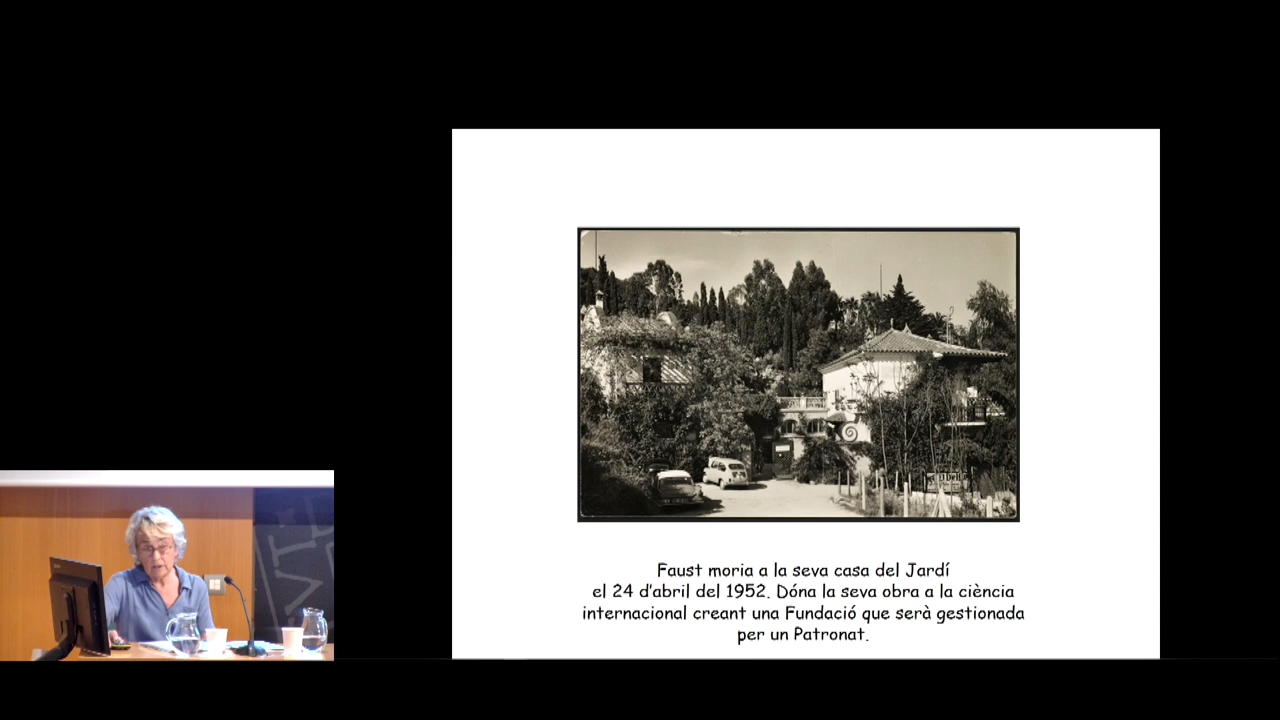 Faust moria a la seva casa del Jardí
el 24 d'abril del 1952. Dóna la seva obra a la ciència
internacional creant una Fundació que serà gestionada
per un Patronat.